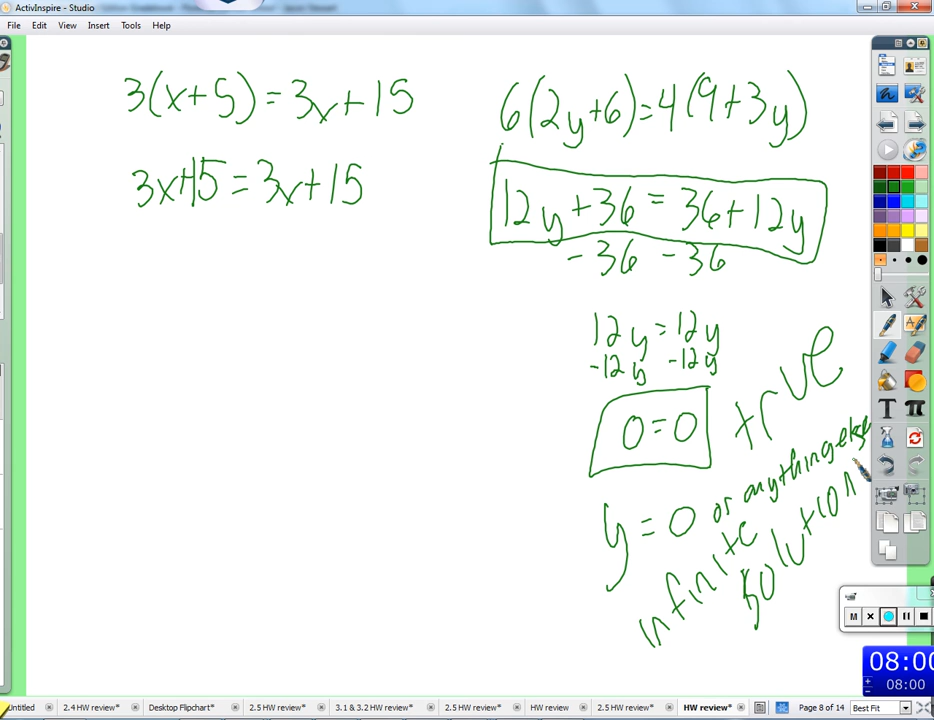 ActivInspire - Studio
File Edit View Insert Tools Help
3(x+5)=3x+15
3x+15=3x+15
6(2y+6)=4(9+3y)
12y+36=36+12y
-36 -36
12y=12y
-12y -12y
0=0 true
y=0 or anything else
infinite
solution
M
08:00
08:00
Untitled 2.4 HW review* Desktop Flipchart* 2.5 HW review* 3.1 & 3.2 HW review* 2.5 HW review* HW review 2.5 HW review* HW review* Page 8 of 14 Best Fit